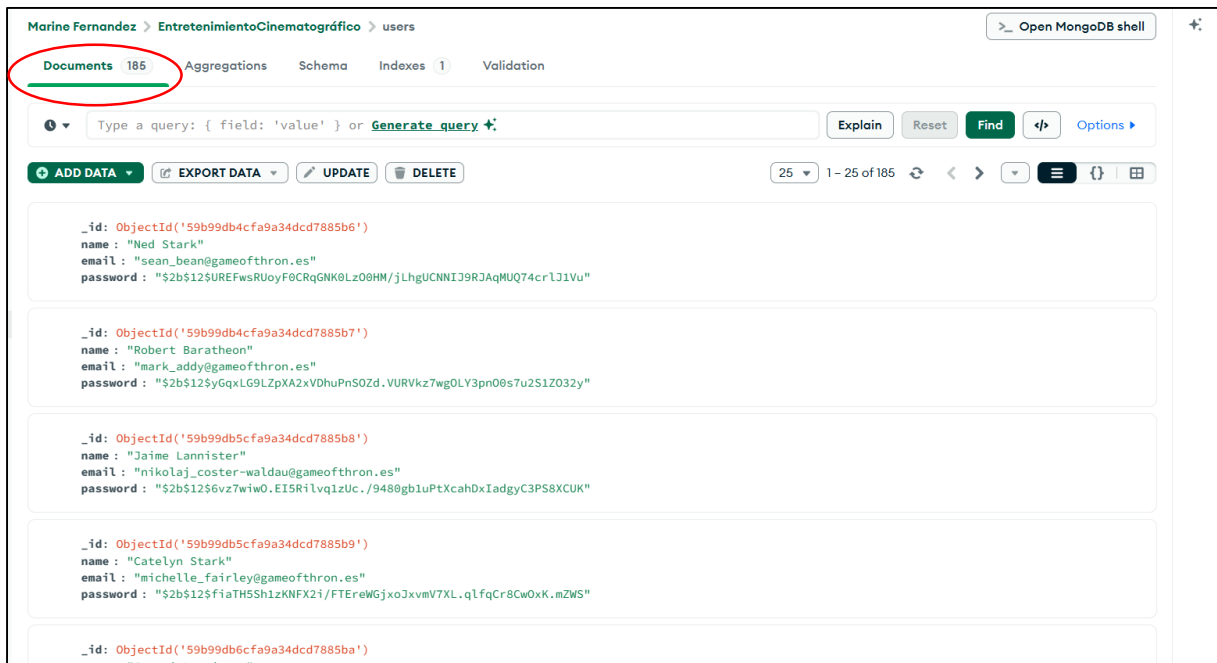 Marine Fernandez > EntretenimientoCinematográfico > users
>_ Open MongoDB shell
Documents 185 Aggregations Schema Indexes 1 Validation
Type a query: { field: 'value' } or Generate query
Explain Reset Find </> Options
ADD DATA EXPORT DATA UPDATE DELETE
25 1 – 25 of 185 {}
_id: ObjectId('59b99db4cfa9a34dcd7885b6')
name : "Ned Stark"
email : "sean_bean@gameofthron.es"
password : "$2b$12$UREFwsRUoyF0CRqGNK0LzO0HM/jLhgUCNNIJ9RJAqMUQ74crlJ1Vu"
_id: ObjectId('59b99db4cfa9a34dcd7885b7')
name : "Robert Baratheon"
email : "mark_addy@gameofthron.es"
password : "$2b$12$yGqxLG9LZpXA2xVDhuPnSOZd.VURVkz7wgOLY3pnO0s7u2S1ZO32y"
_id: ObjectId('59b99db5cfa9a34dcd7885b8')
name : "Jaime Lannister"
email : "nikolaj_coster-waldau@gameofthron.es"
password : "$2b$12$6vz7wiwO.EI5Rilvq1zUc./9480gb1uPtXcahDxIadgyC3PS8XCUK"
_id: ObjectId('59b99db5cfa9a34dcd7885b9')
name : "Catelyn Stark"
email : "michelle_fairley@gameofthron.es"
password : "$2b$12$fiaTH5Sh1zKNFX2i/FTEreWGjxoJxvmV7XL.qlfqCr8CwOxK.mZWS"
_id: ObjectId('59b99db6cfa9a34dcd7885ba')